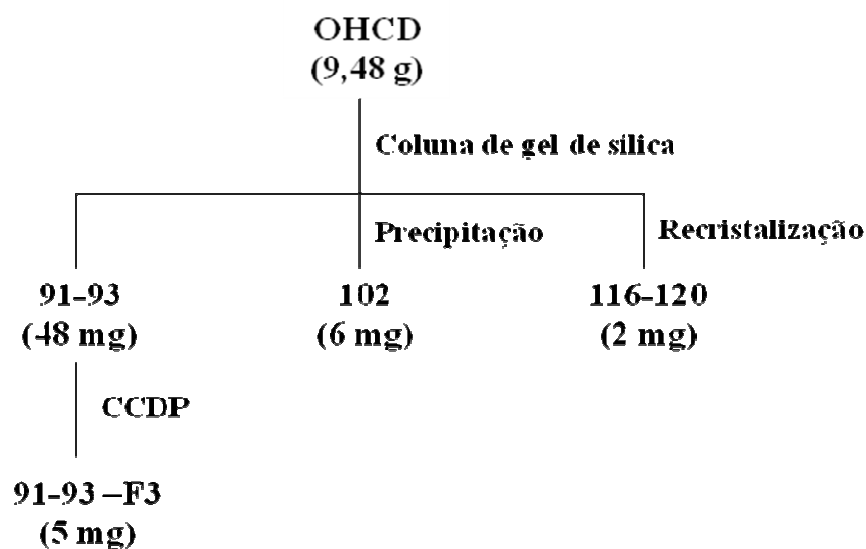 OHCD
(9,48 g)
Coluna de gel de sílica
Precipitação
Recristalização
91-93
(48 mg)
102
(6 mg)
116-120
(2 mg)
CCDP
91-93 –F3
(5 mg)